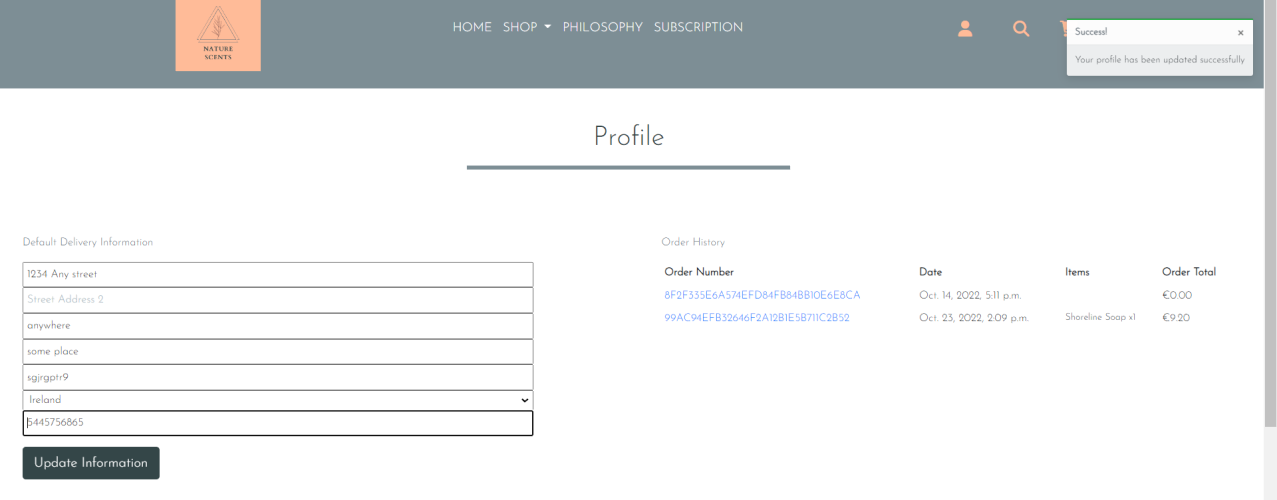 NATURE
SCENTS
HOME SHOP PHILOSOPHY SUBSCRIPTION
Success!
×
Your profile has been updated successfully
Profile
Default Delivery Information
1234 Any street
Street Address 2
anywhere
some place
sgjrgptr9
Ireland
5445756865
Update Information
Order History
Order Number Date Items Order Total
8F2F335E6A574EFD84FB84BB10E6E8CA Oct. 14, 2022, 5:11 p.m. €0.00
99AC94EFB32646F2A12B1E5B711C2B52 Oct. 23, 2022, 2:09 p.m. Shoreline Soap x1 €9.20